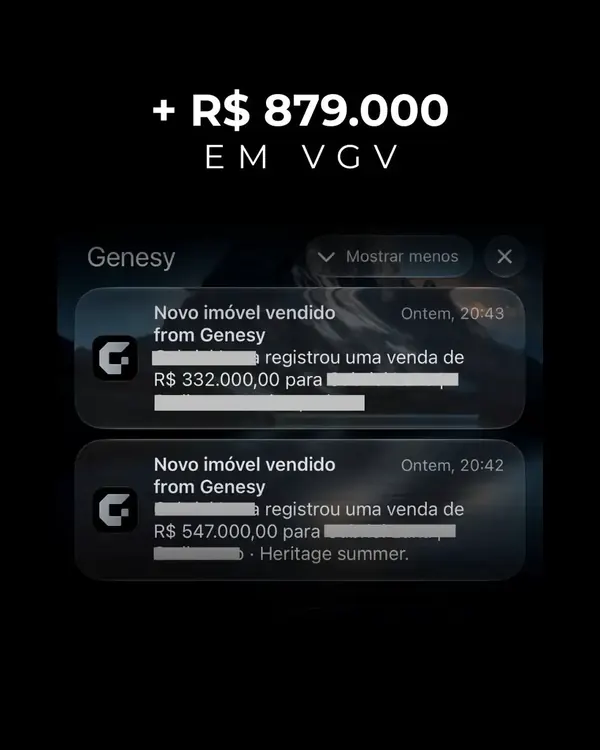 + R$ 879.000
EM VGV
Genesy
Mostrar menos
Novo imóvel vendido
Ontem, 20:43
from Genesy
registrou uma venda de
R$ 332.000,00 para
Novo imóvel vendido
Ontem, 20:42
from Genesy
registrou uma venda de
R$ 547.000,00 para
· Heritage summer.